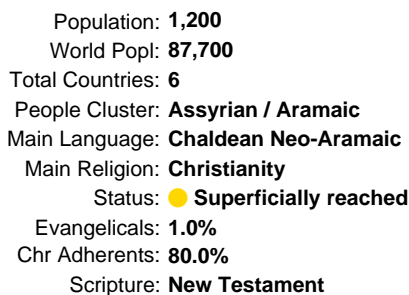 Population: 1,200
World Popl: 87,700
Total Countries: 6
People Cluster: Assyrian / Aramaic
Main Language: Chaldean Neo-Aramaic
Main Religion: Christianity
Status: Superficially reached
Evangelicals: 1.0%
Chr Adherents: 80.0%
Scripture: New Testament